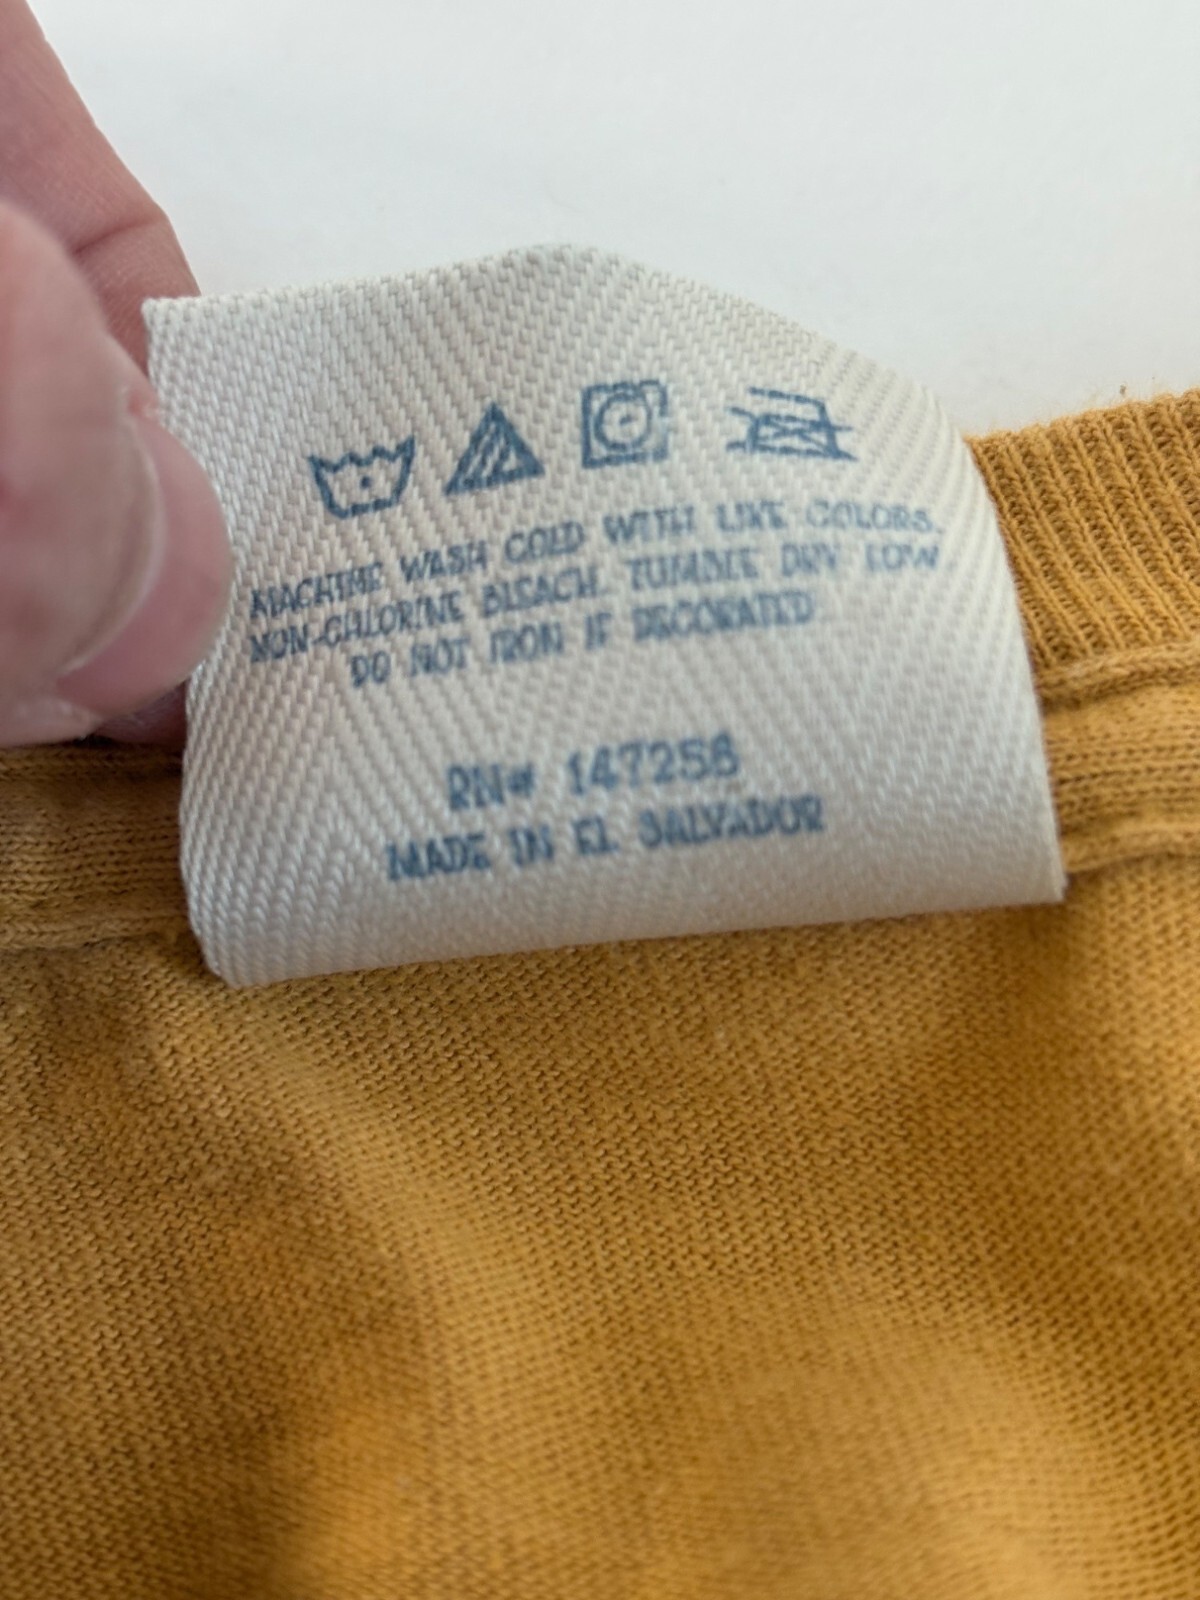 MACHINE WASH COLD WITH LIKE COLORS.
NON-CHLORINE BLEACH. TUMBLE DRY LOW
DO NOT IRON IF DECORATED
RN# 147258
MADE IN EL SALVADOR